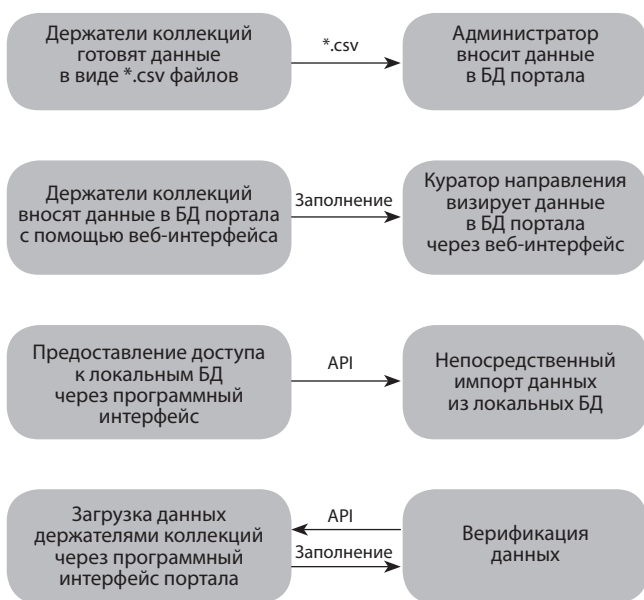 Держатели коллекций
готовят данные
в виде *.csv файлов
*.csv
Администратор
вносит данные
в БД портала
Держатели коллекций
вносят данные в БД портала
с помощью веб-интерфейса
Заполнение
Куратор направления
визирует данные
в БД портала
через веб-интерфейс
Предоставление доступа
к локальным БД
через программный
интерфейс
API
Непосредственный
импорт данных
из локальных БД
Загрузка данных
держателями коллекций
через программный
интерфейс портала
API
Заполнение
Верификация
данных